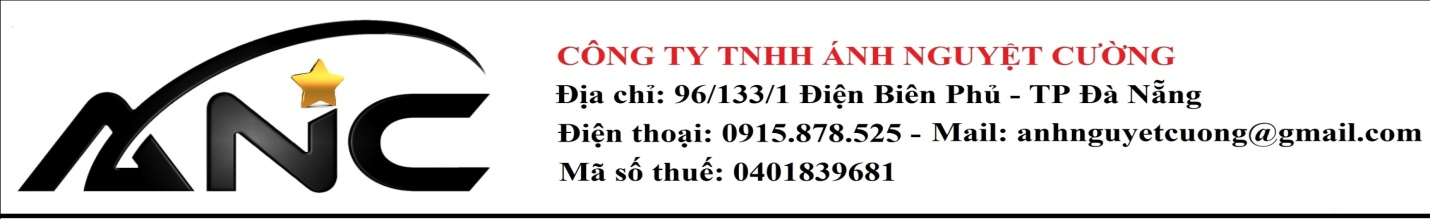 ANC
CÔNG TY TNHH ÁNH NGUYỆT CƯỜNG
Địa chỉ: 96/133/1 Điện Biên Phủ - TP Đà Nẵng
Điện thoại: 0915.878.525 - Mail: anhnguyetcuong@gmail.com
Mã số thuế: 0401839681